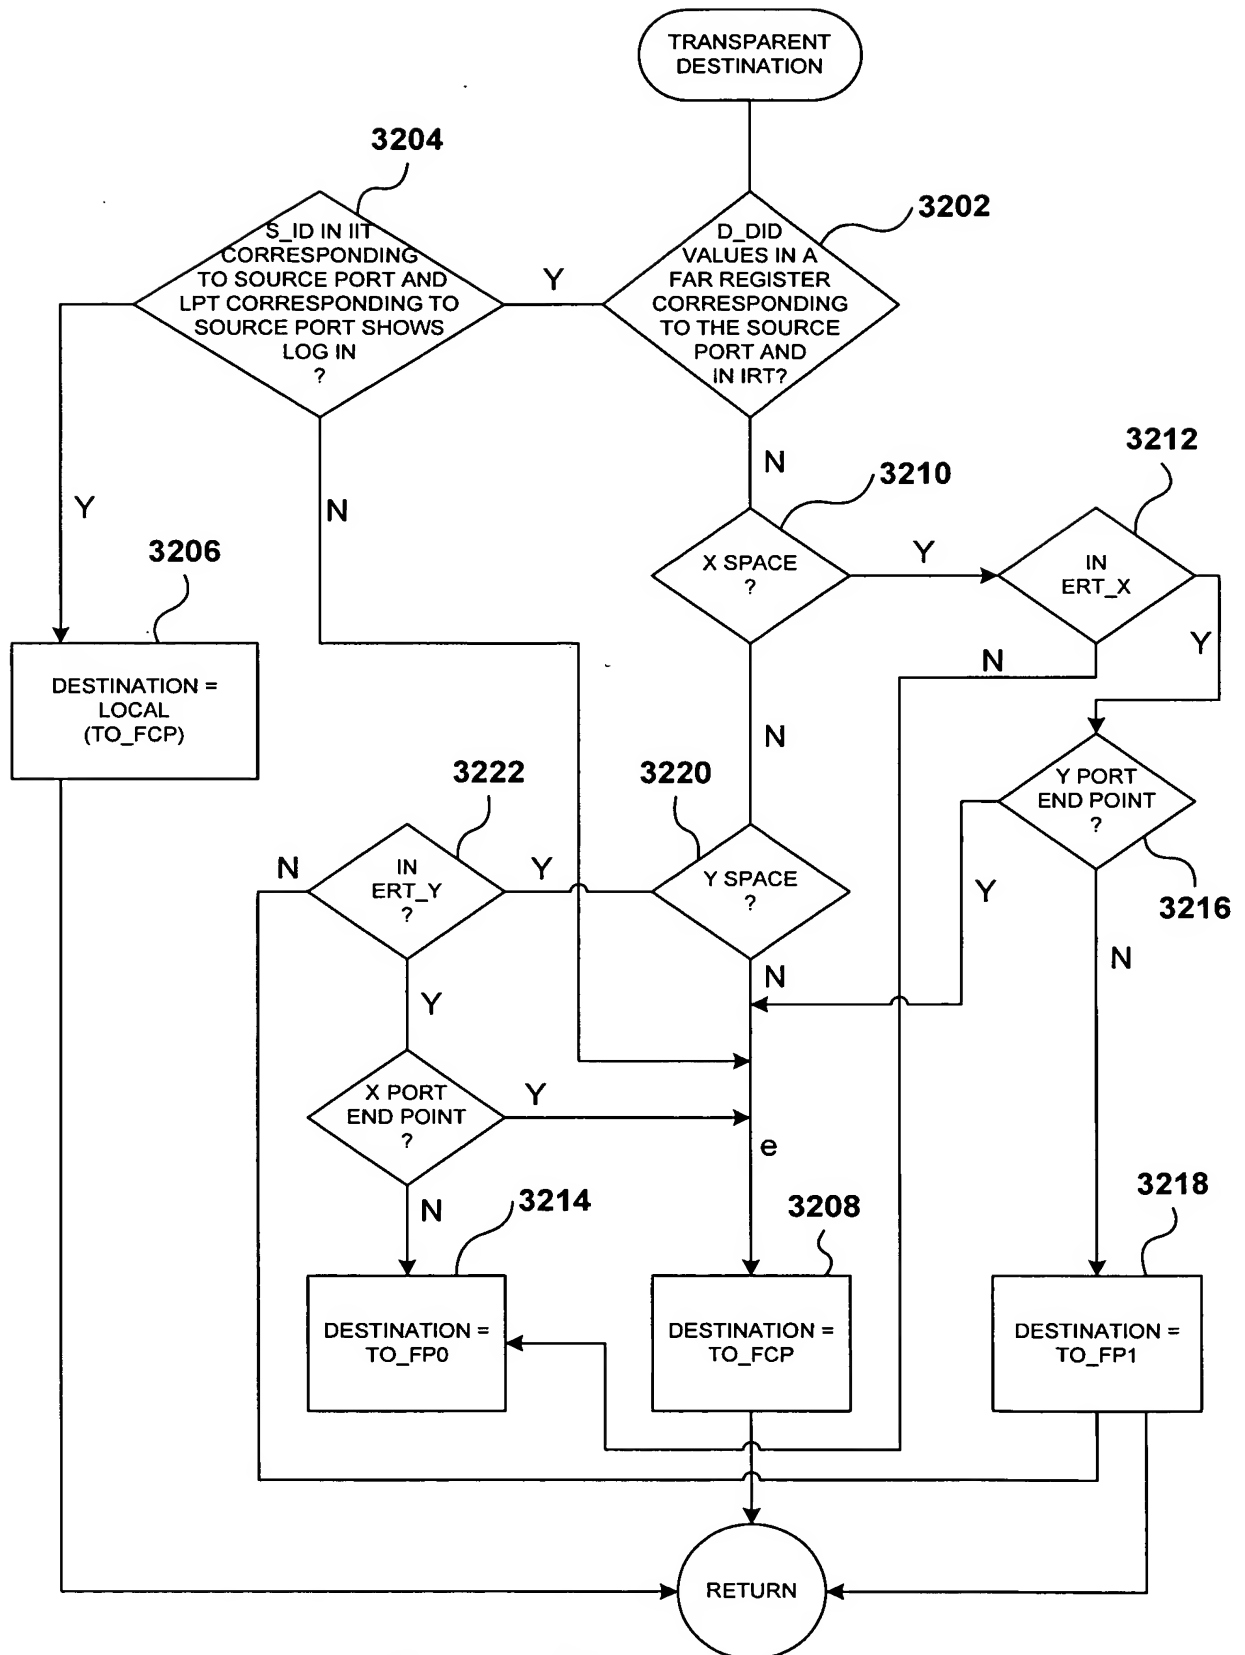 TRANSPARENT
DESTINATION
3204
3202
S_ID IN IIT
CORRESPONDING
TO SOURCE PORT AND
LPT CORRESPONDING TO
SOURCE PORT SHOWS
LOG IN
?
Y
D_DID
VALUES IN A
FAR REGISTER
CORRESPONDING
TO THE SOURCE
PORT AND
IN IRT?
N
3210
3212
Y
N
3206
X SPACE
?
Y
IN
ERT_X
Y
N
DESTINATION =
LOCAL
(TO_FCP)
N
3222
3220
Y PORT
END POINT
?
3216
N
IN
ERT_Y
?
Y
Y SPACE
?
Y
N
N
Y
X PORT
END POINT
?
Y
e
N
3214
3208
3218
DESTINATION =
TO_FP0
DESTINATION =
TO_FCP
DESTINATION =
TO_FP1
RETURN